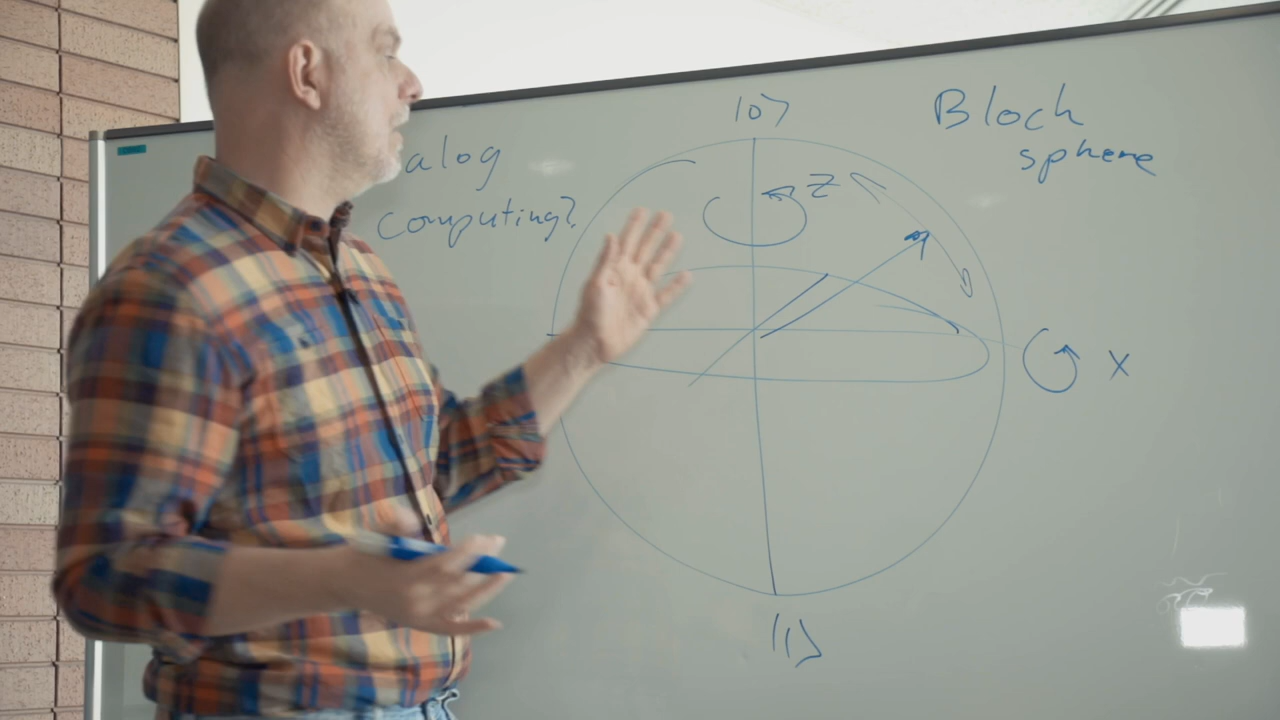 |0⟩
Bloch
sphere
alog
computing?
z
x
|1⟩